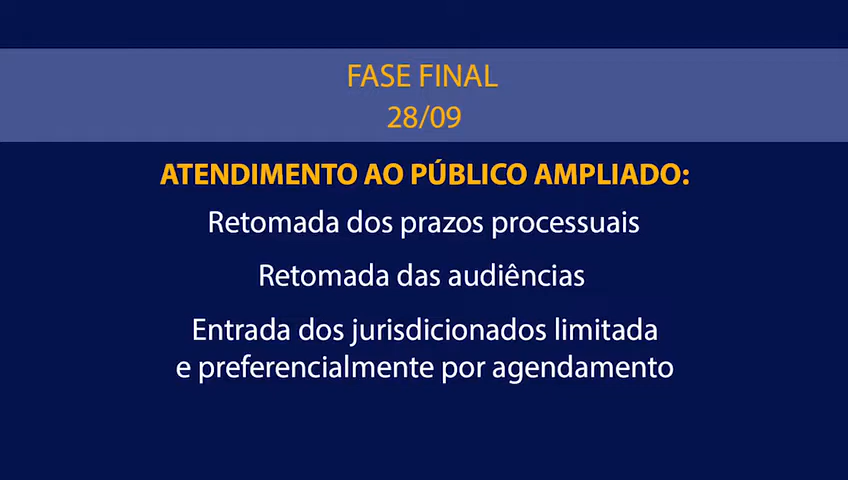 FASE FINAL
28/09
ATENDIMENTO AO PÚBLICO AMPLIADO:
Retomada dos prazos processuais
Retomada das audiências
Entrada dos jurisdicionados limitada
e preferencialmente por agendamento